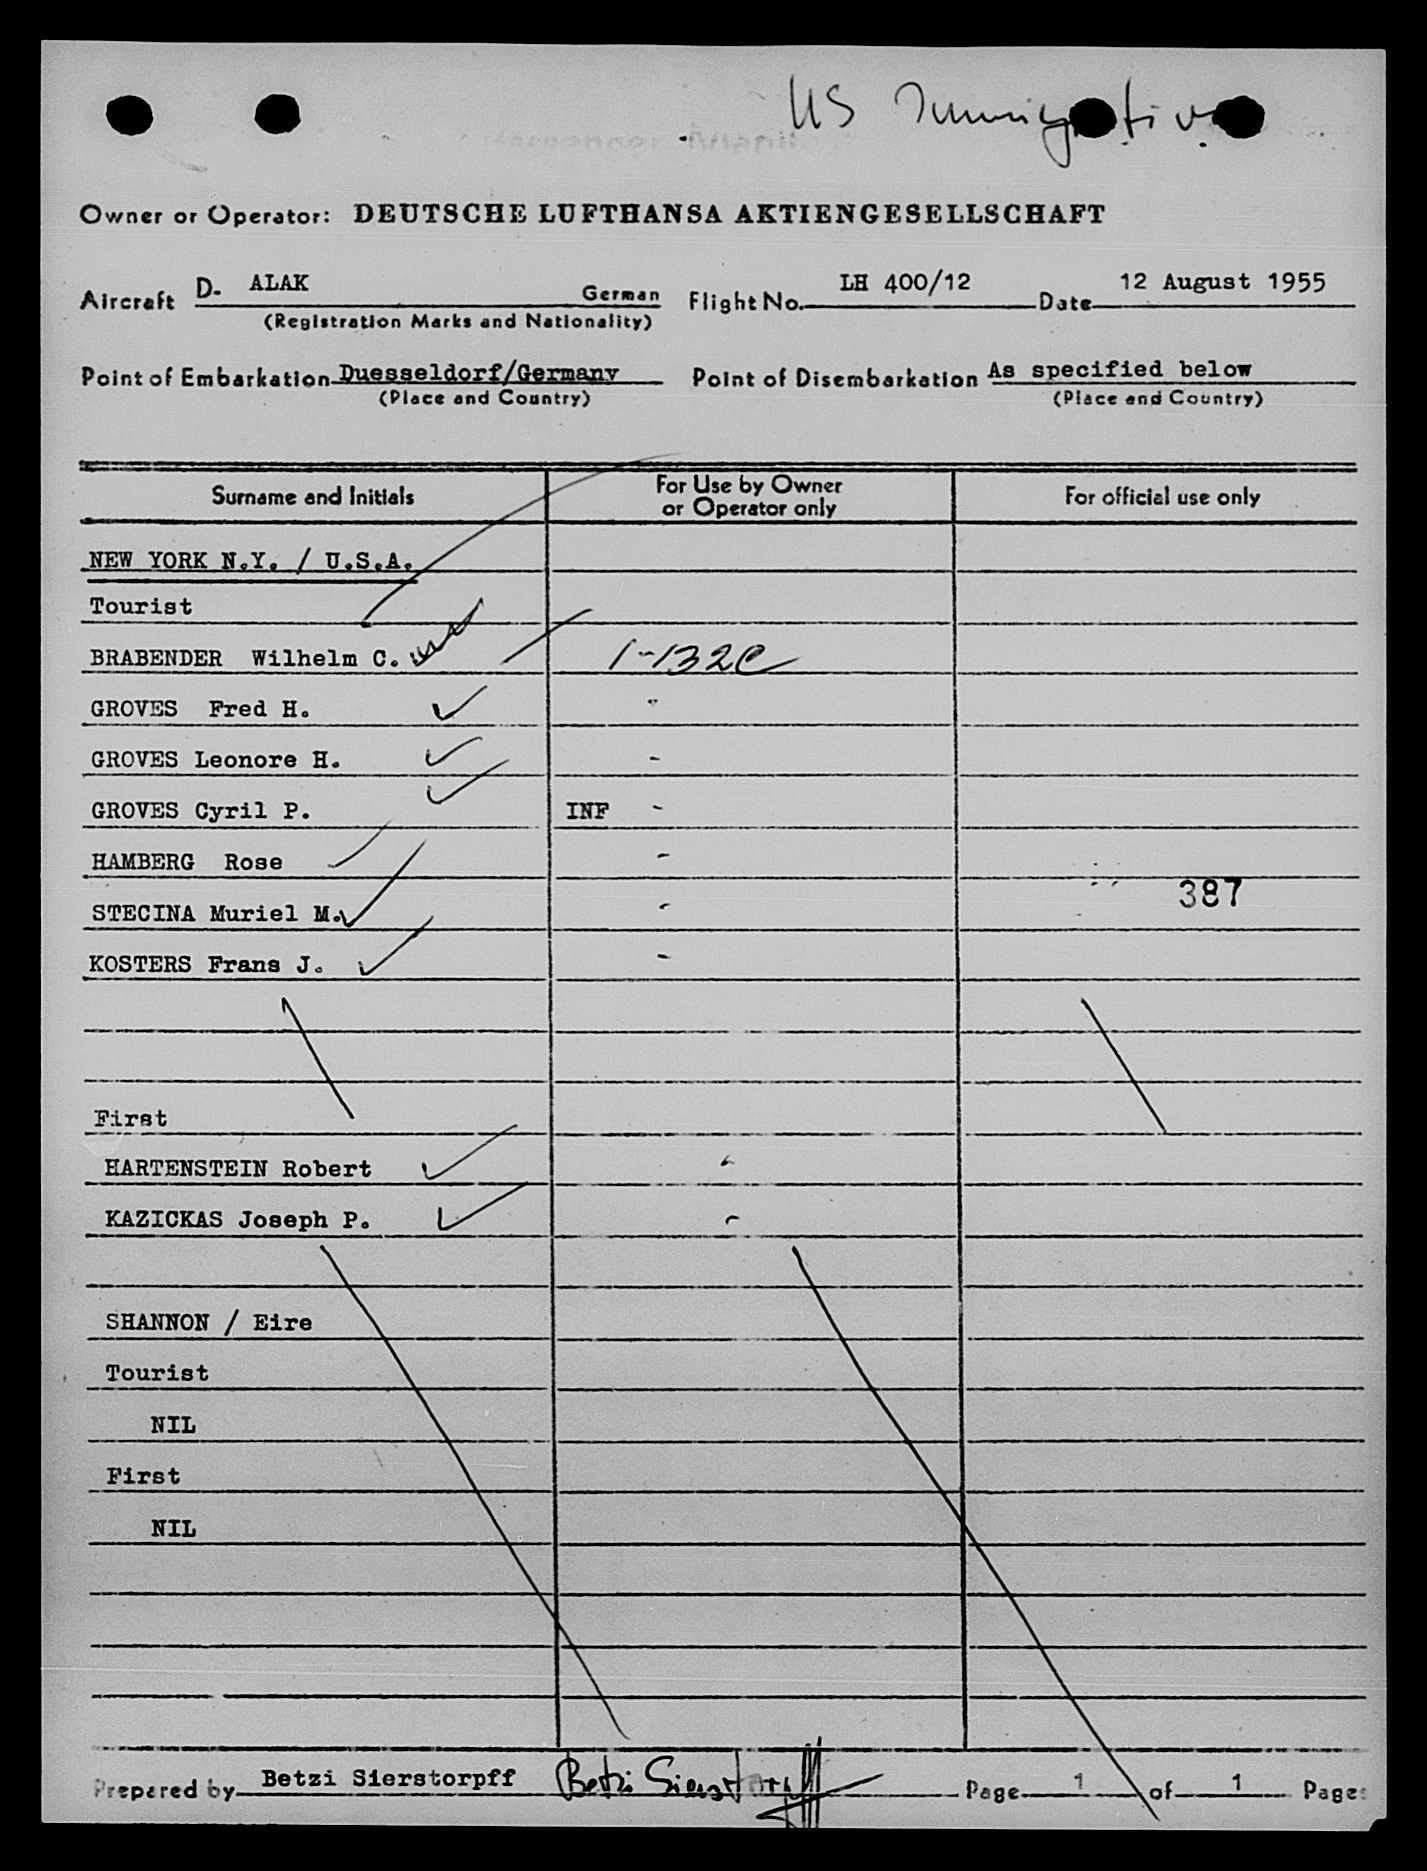 US Immigration
Owner or Operator: DEUTSCHE LUFTHANSA AKTIENGESELLSCHAFT
Aircraft D- ALAK German Flight No. LH 400/12 Date 12 August 1955
(Registration Marks and Nationality)
Point of Embarkation Duesseldorf/Germany Point of Disembarkation As specified below
(Place and Country) (Place and Country)
Surname and Initials For Use by Owner or Operator only For official use only
NEW YORK N.Y. / U.S.A.
Tourist
BRABENDER Wilhelm C. 1-132C
GROVES Fred H. "
GROVES Leonore H. -
GROVES Cyril P. INF -
HAMBERG Rose -
STECINA Muriel M. -
387
KOSTERS Frans J. -
First
HARTENSTEIN Robert "
KAZICKAS Joseph P. -
SHANNON / Eire
Tourist
NIL
First
NIL
Prepared by Betzi Sierstorpff Betzi Sierstorpff Page 1 of 1 Pages